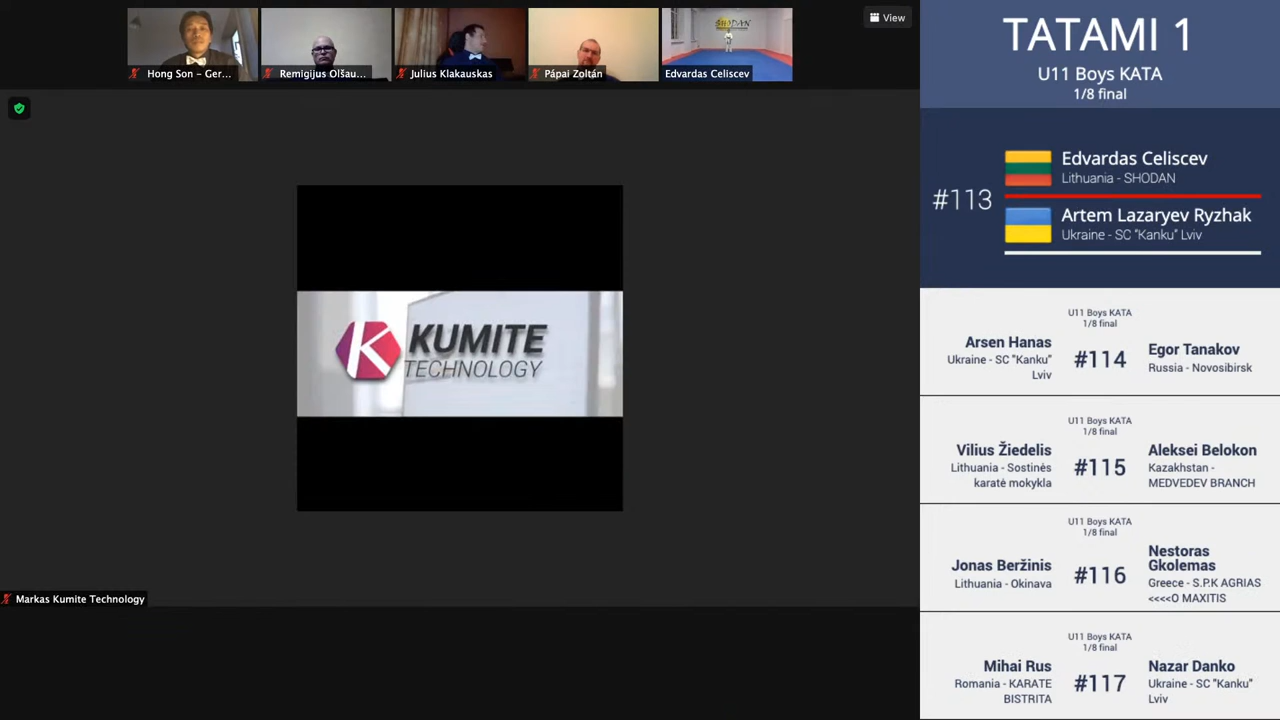 Hong Son – Ger...
Remigijus Olšau...
Julius Klakauskas
Pápai Zoltán
SHODAN
Edvardas Celiscev
View
KUMITE
TECHNOLOGY
Markas Kumite Technology
TATAMI 1
U11 Boys KATA
1/8 final
#113
Edvardas Celiscev
Lithuania - SHODAN
Artem Lazaryev Ryzhak
Ukraine - SC "Kanku" Lviv
U11 Boys KATA
1/8 final
Arsen Hanas
Ukraine - SC "Kanku"
Lviv
#114
Egor Tanakov
Russia - Novosibirsk
U11 Boys KATA
1/8 final
Vilius Žiedelis
Lithuania - Sostinės
karatė mokykla
#115
Aleksei Belokon
Kazakhstan -
MEDVEDEV BRANCH
U11 Boys KATA
1/8 final
Jonas Beržinis
Lithuania - Okinava
#116
Nestoras
Gkolemas
Greece - S.P.K AGRIAS
<<<<O MAXITIS
U11 Boys KATA
1/8 final
Mihai Rus
Romania - KARATE
BISTRITA
#117
Nazar Danko
Ukraine - SC "Kanku"
Lviv